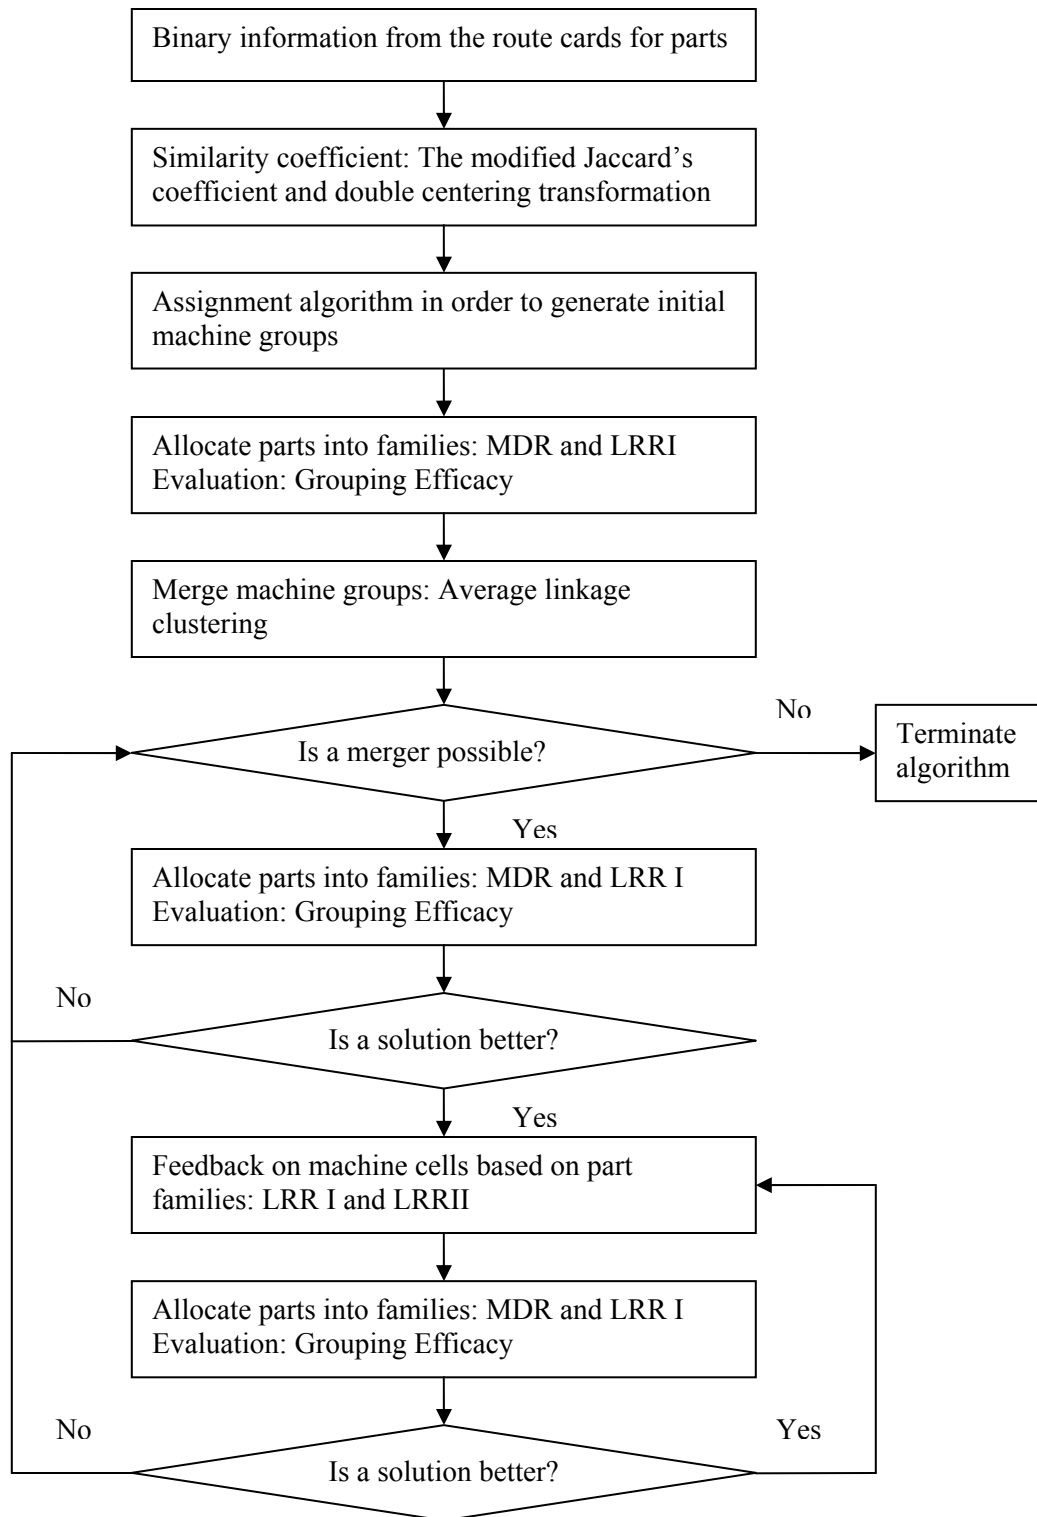 Binary information from the route cards for parts
Similarity coefficient: The modified Jaccard’s
coefficient and double centering transformation
Assignment algorithm in order to generate initial
machine groups
Allocate parts into families: MDR and LRRI
Evaluation: Grouping Efficacy
Merge machine groups: Average linkage
clustering
No
Is a merger possible?
Terminate
algorithm
Yes
Allocate parts into families: MDR and LRR I
Evaluation: Grouping Efficacy
No
Is a solution better?
Yes
Feedback on machine cells based on part
families: LRR I and LRRII
Allocate parts into families: MDR and LRR I
Evaluation: Grouping Efficacy
No
Yes
Is a solution better?